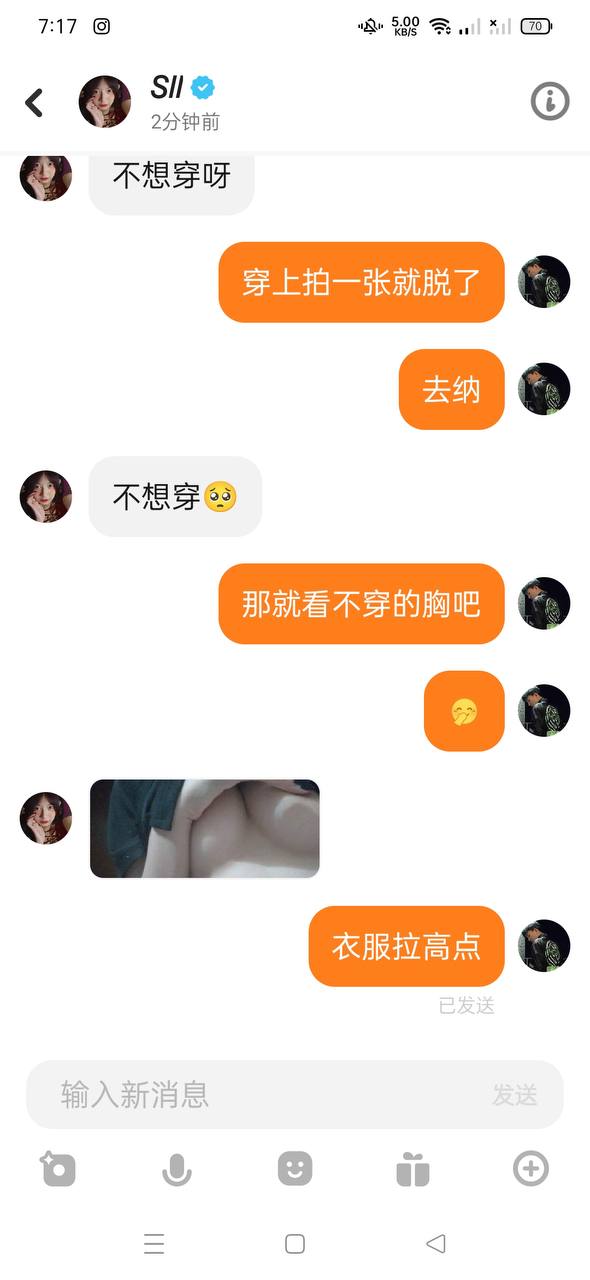 7:17
5.00
KB/S
70
Sll
2分钟前
不想穿呀
穿上拍一张就脱了
去纳
不想穿🥺
那就看不穿的胸吧
🤭
衣服拉高点
已发送
输入新消息
发送